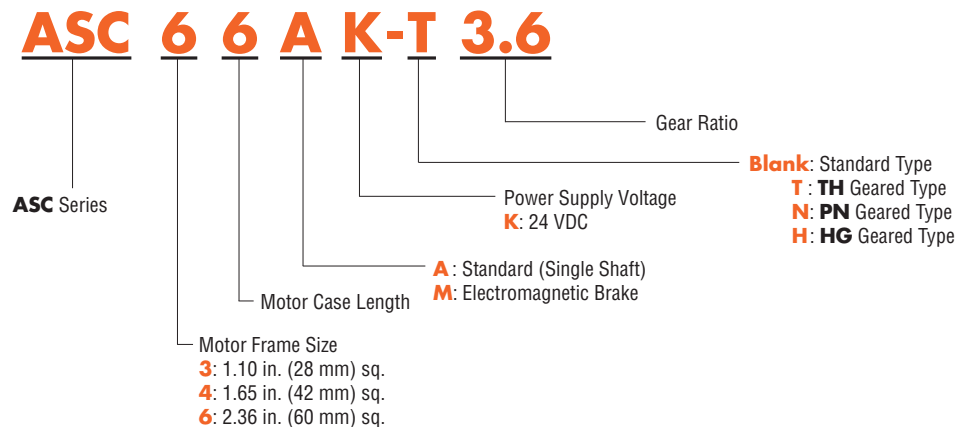 ASC 6 6 A K-T 3.6
Gear Ratio
Blank: Standard Type
T : TH Geared Type
N: PN Geared Type
H: HG Geared Type
Power Supply Voltage
K: 24 VDC
ASC Series
A : Standard (Single Shaft)
M: Electromagnetic Brake
Motor Case Length
Motor Frame Size
3: 1.10 in. (28 mm) sq.
4: 1.65 in. (42 mm) sq.
6: 2.36 in. (60 mm) sq.